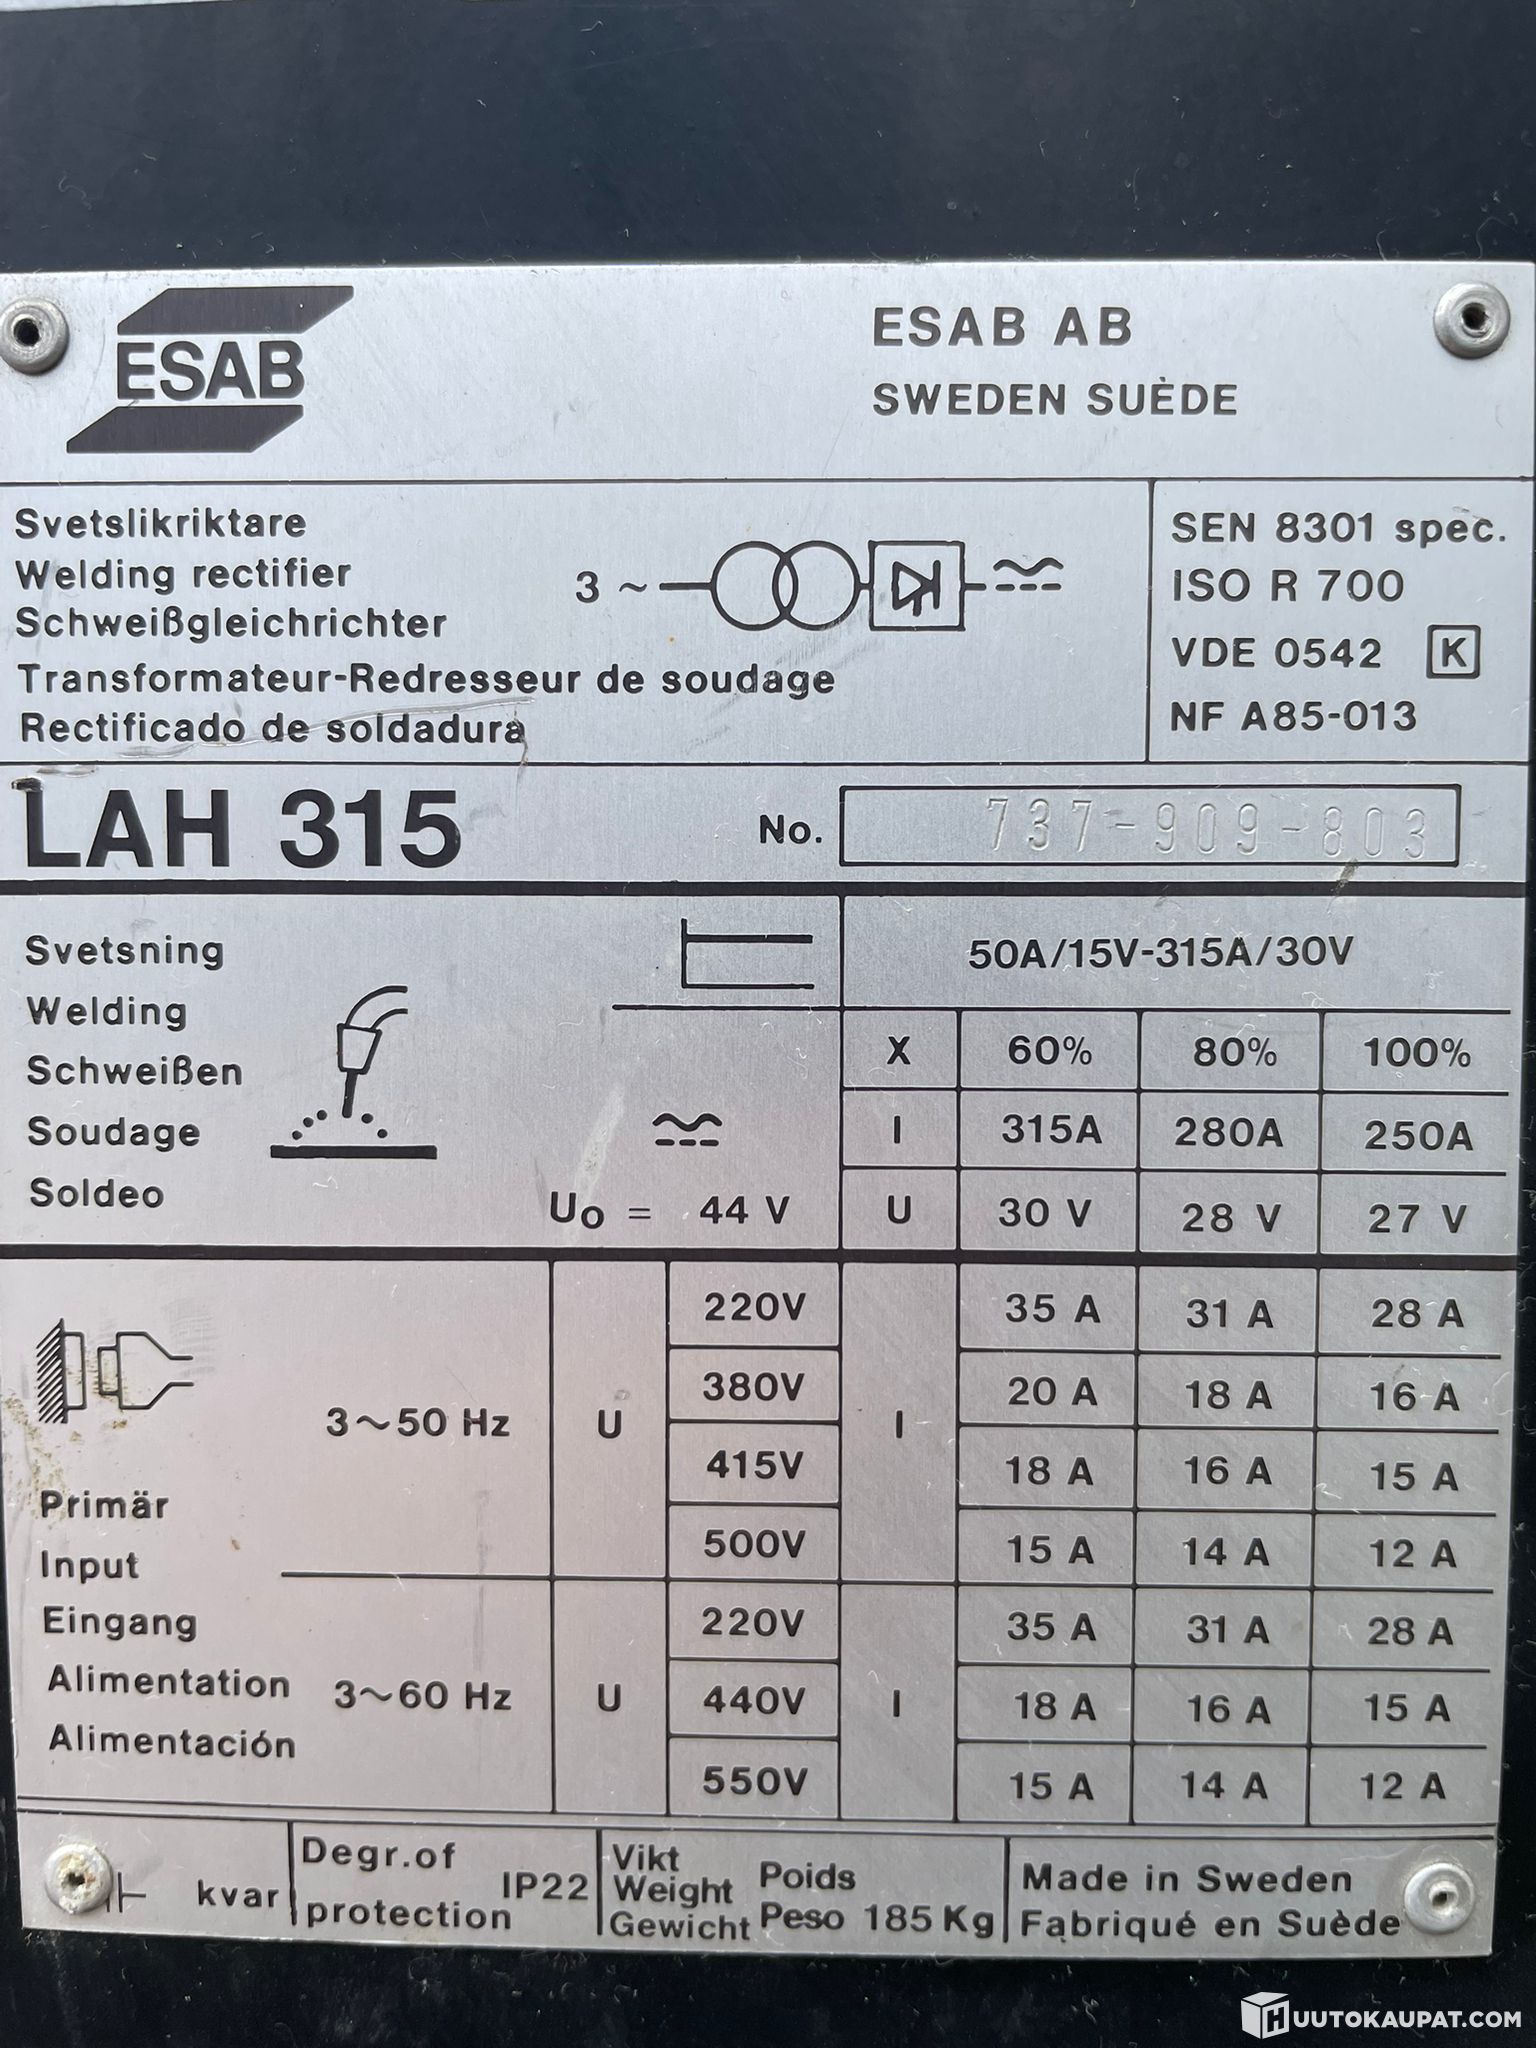 ESAB
ESAB AB
SWEDEN SUÈDE
Svetslikriktare
Welding rectifier
Schweißgleichrichter
Transformateur-Redresseur de soudage
Rectificado de soldadura
3 ~
SEN 8301 spec.
ISO R 700
VDE 0542 K
NF A85-013
LAH 315
No. 737-909-803
Svetsning
Welding
Schweißen
Soudage
Soldeo
U₀ = 44 V
50A/15V-315A/30V
X 60% 80% 100%
I 315A 280A 250A
U 30 V 28 V 27 V
Primär
Input
Eingang
Alimentation
Alimentación
3~50 Hz
U
I
220V 35 A 31 A 28 A
380V 20 A 18 A 16 A
415V 18 A 16 A 15 A
500V 15 A 14 A 12 A
3~60 Hz
U
I
220V 35 A 31 A 28 A
440V 18 A 16 A 15 A
550V 15 A 14 A 12 A
kvar
Degr.of
protection IP22
Vikt
Weight
Gewicht
Poids
Peso 185 Kg
Made in Sweden
Fabriqué en Suède
HUUTOKAUPAT.COM